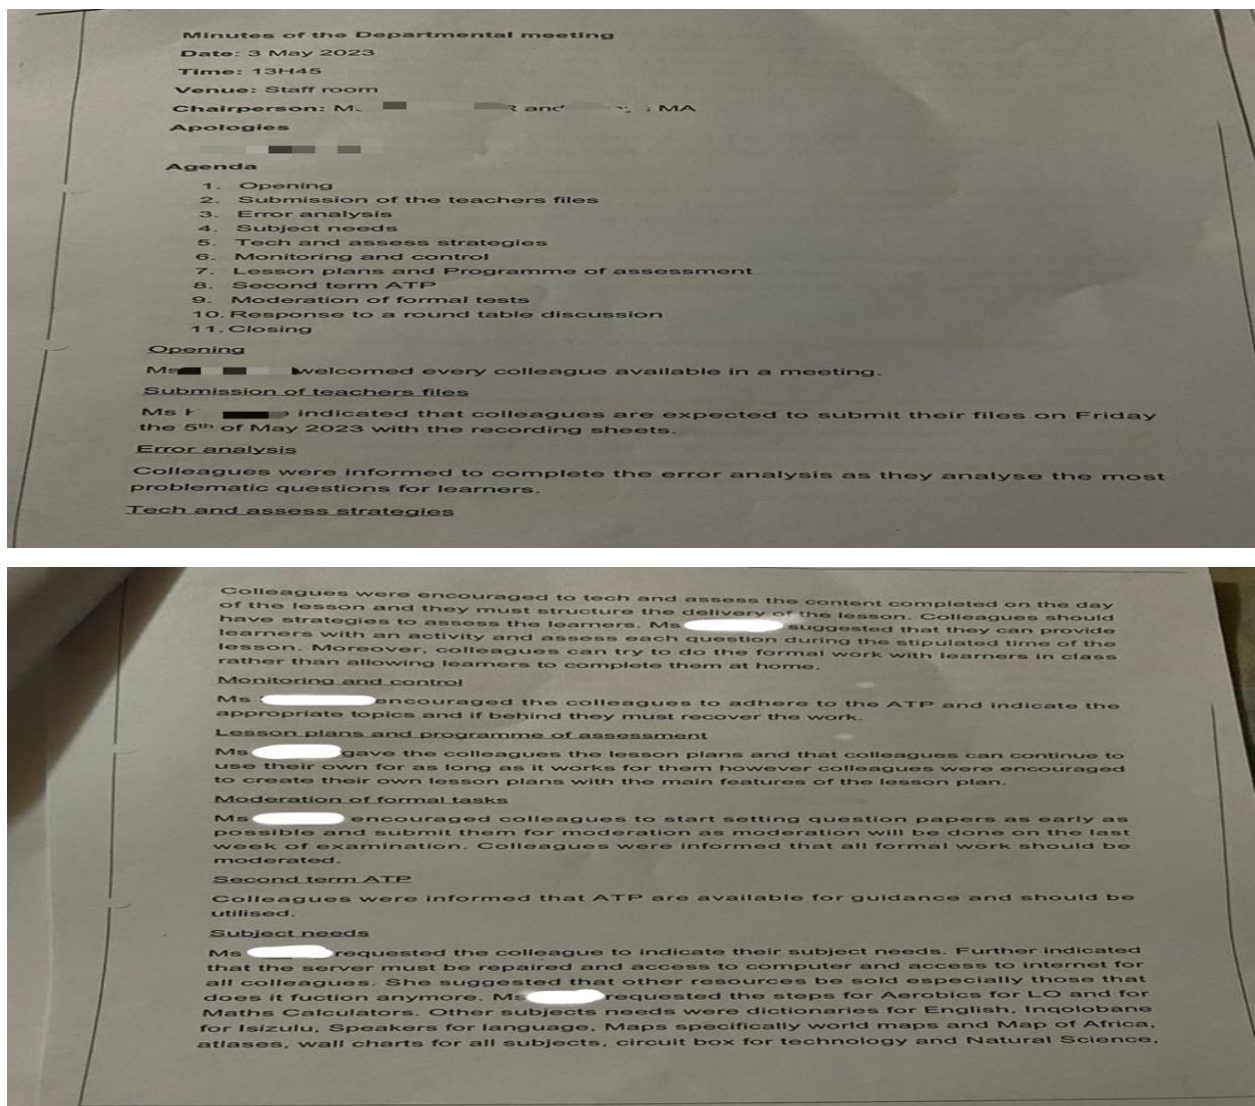 Minutes of the Departmental meeting
Date: 3 May 2023
Time: 13H45
Venue: Staff room
Chairperson: and MA
Apologies
Agenda
1. Opening
2. Submission of the teachers files
3. Error analysis
4. Subject needs
5. Tech and assess strategies
6. Monitoring and control
7. Lesson plans and Programme of assessment
8. Second term ATP
9. Moderation of formal tests
10. Response to a round table discussion
11. Closing
Opening
Ms welcomed every colleague available in a meeting.
Submission of teachers files
Ms indicated that colleagues are expected to submit their files on Friday
the 5th of May 2023 with the recording sheets.
Error analysis
Colleagues were informed to complete the error analysis as they analyse the most
problematic questions for learners.
Tech and assess strategies
Colleagues were encouraged to tech and assess the content completed on the day
of the lesson and they must structure the delivery of the lesson. Colleagues should
have strategies to assess the learners. Ms suggested that they can provide
learners with an activity and assess each question during the stipulated time of the
lesson. Moreover, colleagues can try to do the formal work with learners in class
rather than allowing learners to complete them at home.
Monitoring and control
Ms encouraged the colleagues to adhere to the ATP and indicate the
appropriate topics and if behind they must recover the work.
Lesson plans and programme of assessment
Ms gave the colleagues the lesson plans and that colleagues can continue to
use their own for as long as it works for them however colleagues were encouraged
to create their own lesson plans with the main features of the lesson plan.
Moderation of formal tasks
Ms encouraged colleagues to start setting question papers as early as
possible and submit them for moderation as moderation will be done on the last
week of examination. Colleagues were informed that all formal work should be
moderated.
Second term ATP
Colleagues were informed that ATP are available for guidance and should be
utilised.
Subject needs
Ms requested the colleague to indicate their subject needs. Further indicated
that the server must be repaired and access to computer and access to internet for
all colleagues. She suggested that other resources be sold especially those that
does it fuction anymore. Ms requested the steps for Aerobics for LO and for
Maths Calculators. Other subjects needs were dictionaries for English, Inqolobane
for Isizulu, Speakers for language, Maps specifically world maps and Map of Africa,
atlases, wall charts for all subjects, circuit box for technology and Natural Science,